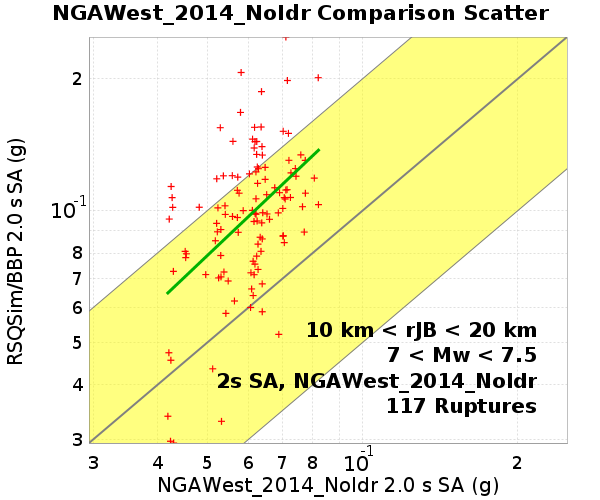 NGAWest_2014_NoIdr Comparison Scatter
RSQSim/BBP 2.0 s SA (g)
2
10-1
8
7
6
5
4
3
10 km < rJB < 20 km
7 < Mw < 7.5
2s SA, NGAWest_2014_NoIdr
117 Ruptures
3 4 5 6 7 8 10-1 2
NGAWest_2014_NoIdr 2.0 s SA (g)